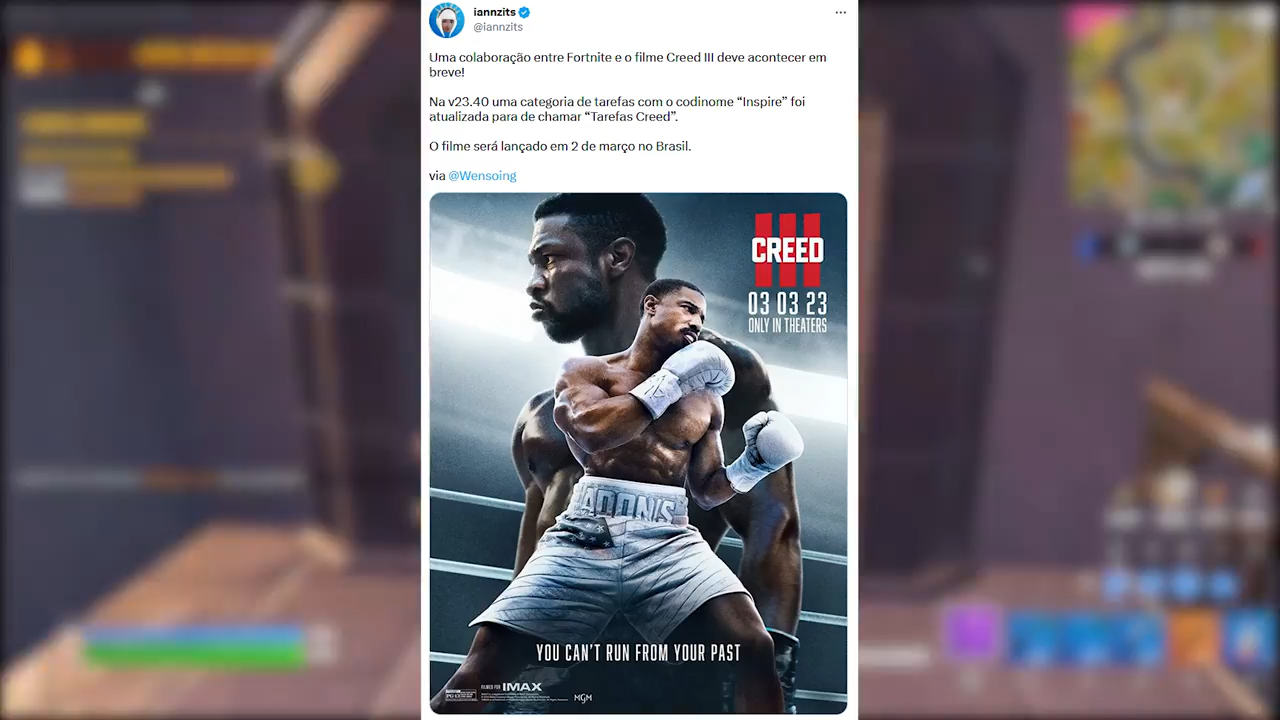 iannzits
@iannzits
Uma colaboração entre Fortnite e o filme Creed III deve acontecer em
breve!
Na v23.40 uma categoria de tarefas com o codinome “Inspire” foi
atualizada para de chamar “Tarefas Creed”.
O filme será lançado em 2 de março no Brasil.
via @Wensoing
III
CREED
03 03 23
ONLY IN THEATERS
ADONIS
YOU CAN'T RUN FROM YOUR PAST
FILMED FOR IMAX
MGM